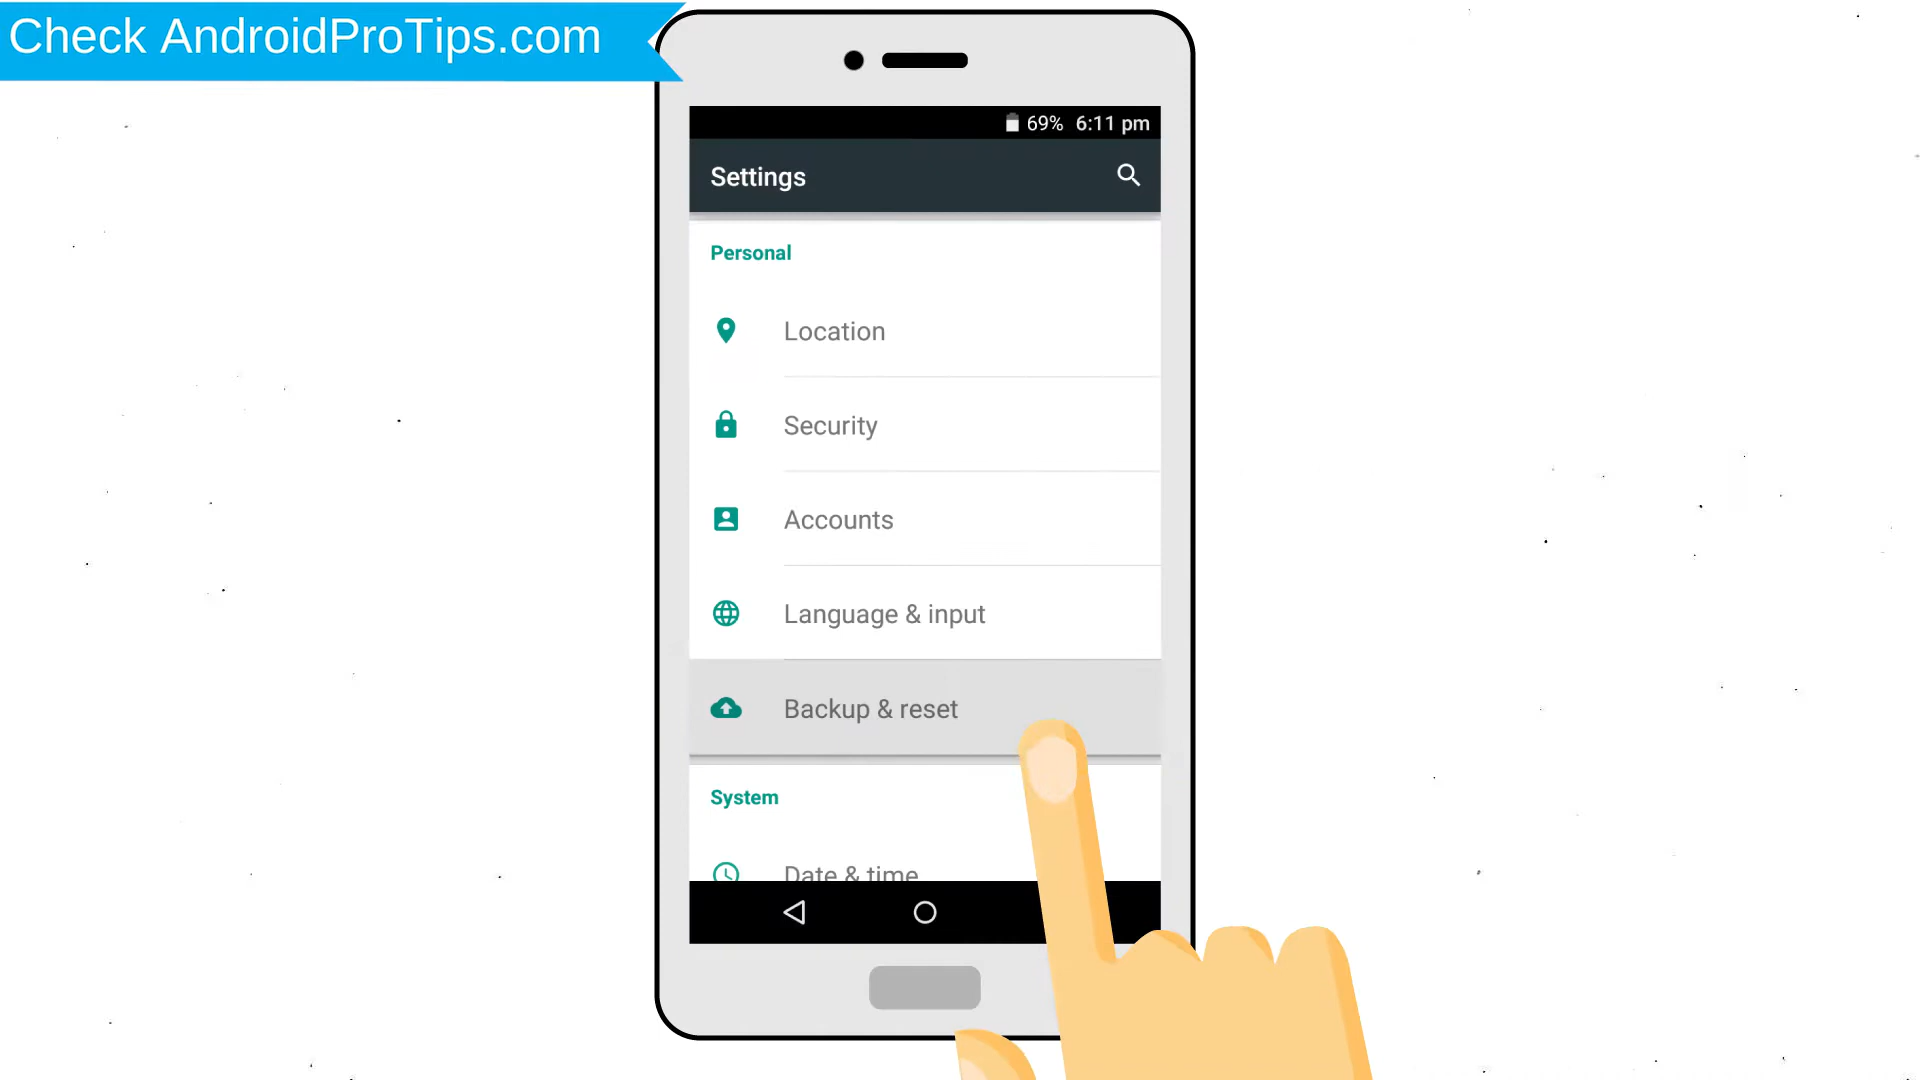 Check AndroidProTips.com
69% 6:11 pm
Settings
Personal
Location
Security
Accounts
Language & input
Backup & reset
System
Date & time